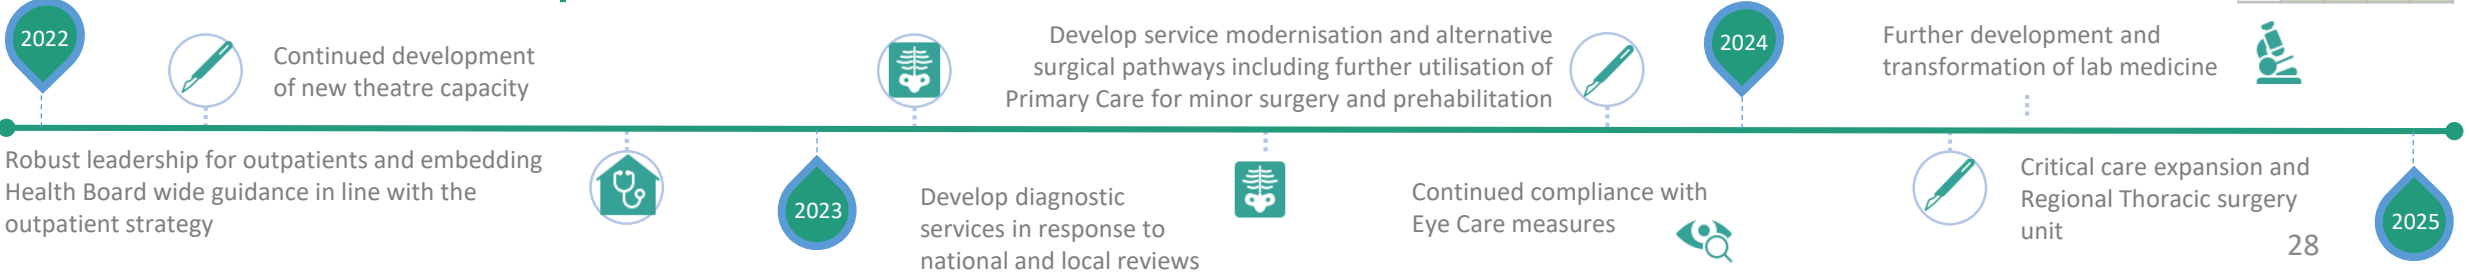 2022
Continued development
of new theatre capacity
Robust leadership for outpatients and embedding
Health Board wide guidance in line with the
outpatient strategy
2023
Develop service modernisation and alternative
surgical pathways including further utilisation of
Primary Care for minor surgery and prehabilitation
Develop diagnostic
services in response to
national and local reviews
Continued compliance with
Eye Care measures
2024
Further development and
transformation of lab medicine
Critical care expansion and
Regional Thoracic surgery
unit
2025
28